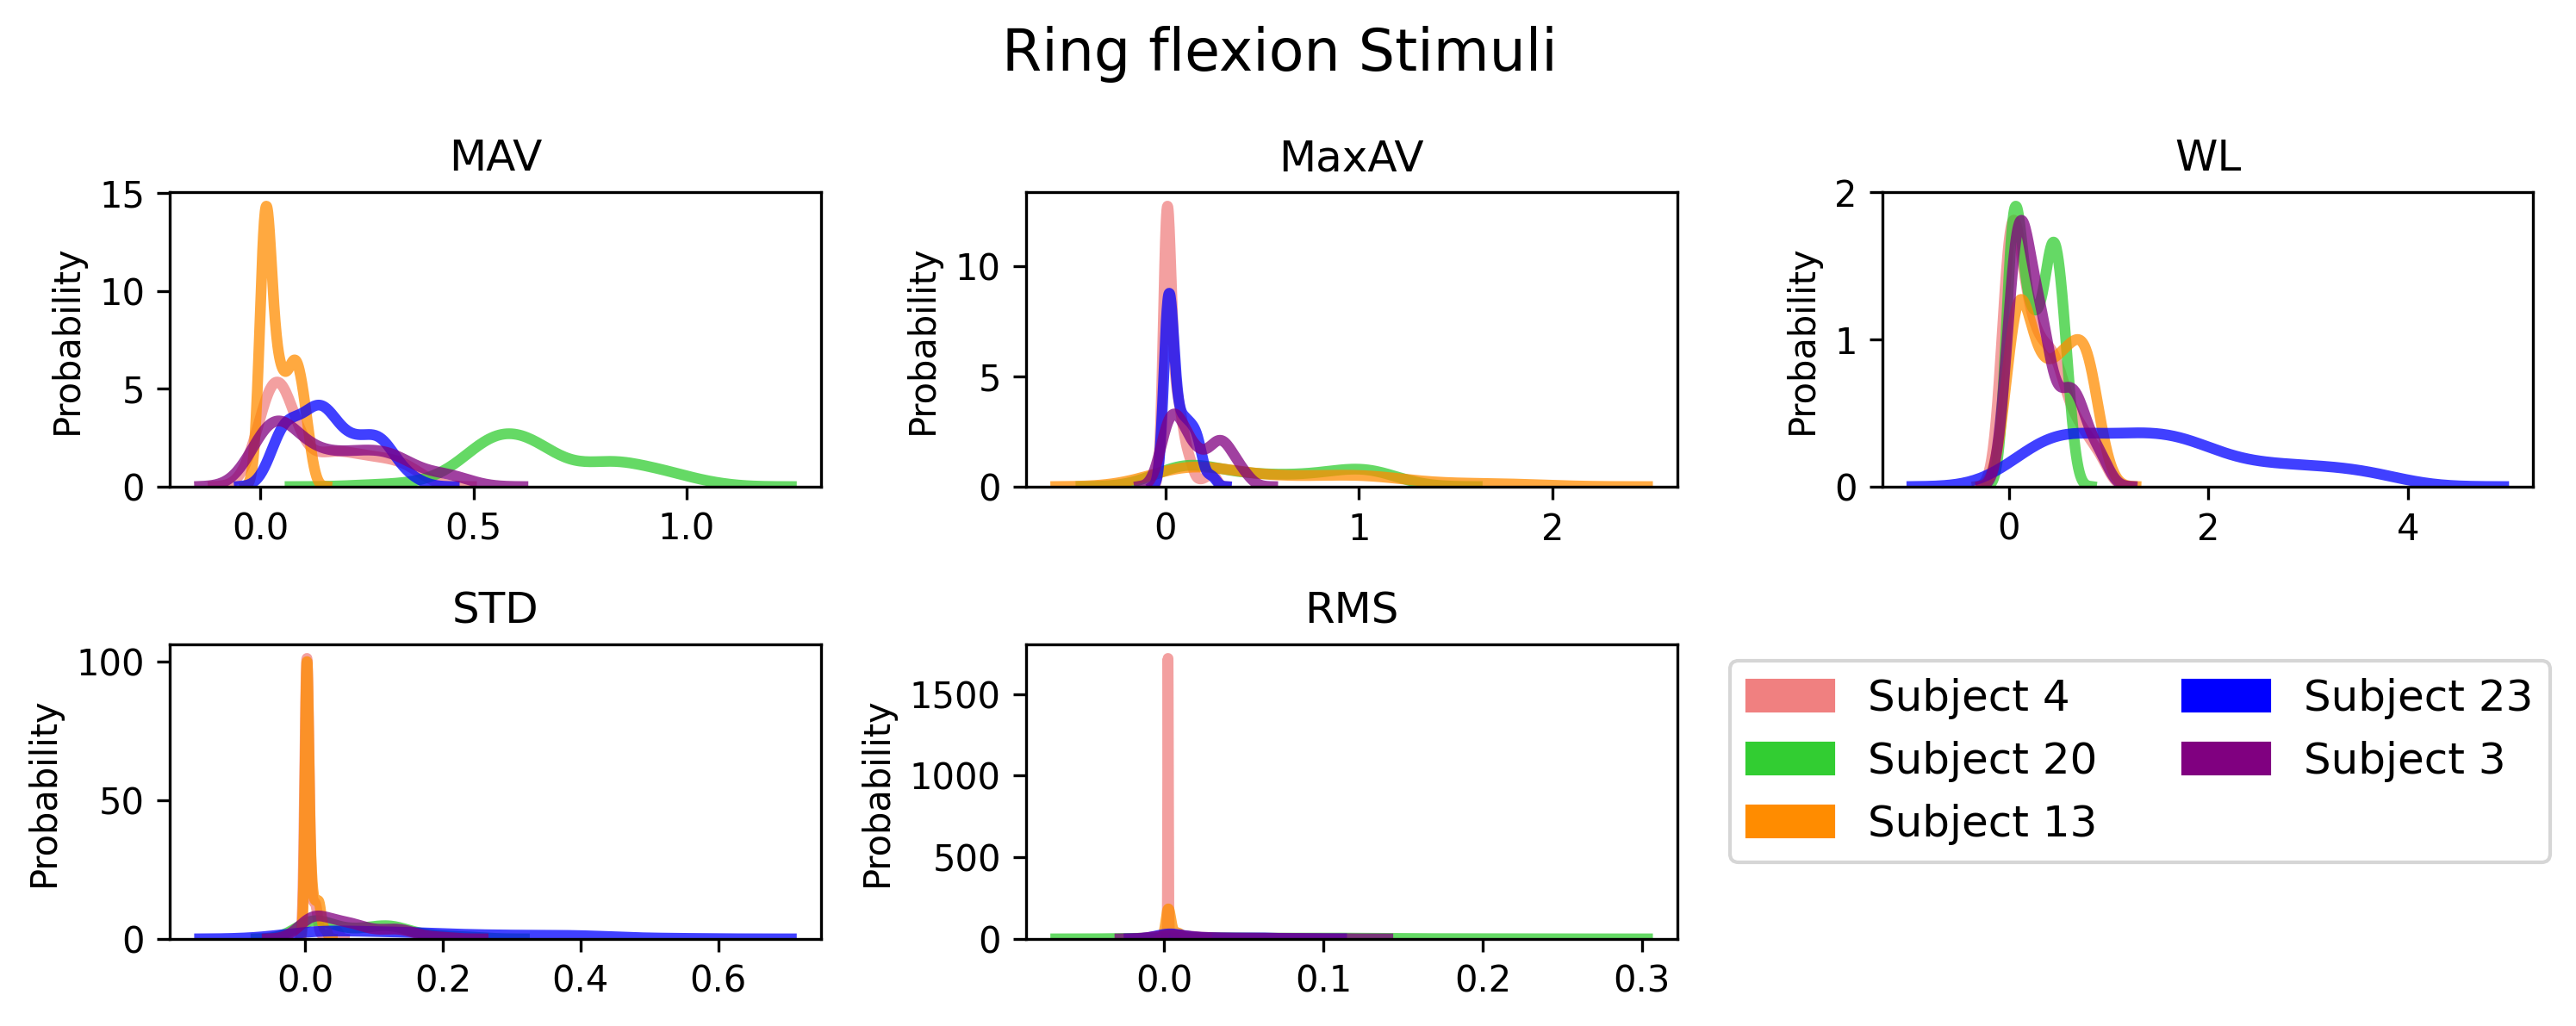 Ring flexion Stimuli
MAV
MaxAV
WL
Probability
15
10
5
0
0.0 0.5 1.0
Probability
10
5
0
0 1 2
Probability
2
1
0
0 2 4
STD
RMS
Probability
100
50
0
0.0 0.2 0.4 0.6
Probability
1500
1000
500
0
0.0 0.1 0.2 0.3
Subject 4
Subject 20
Subject 13
Subject 23
Subject 3